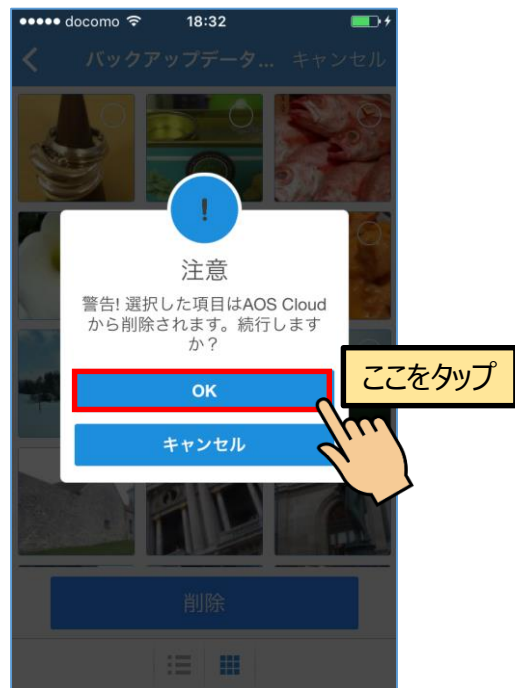 docomo 18:32
バックアップデータ... キャンセル
!
注意
警告! 選択した項目はAOS Cloud
から削除されます。続行します
か？
OK
ここをタップ
キャンセル
削除